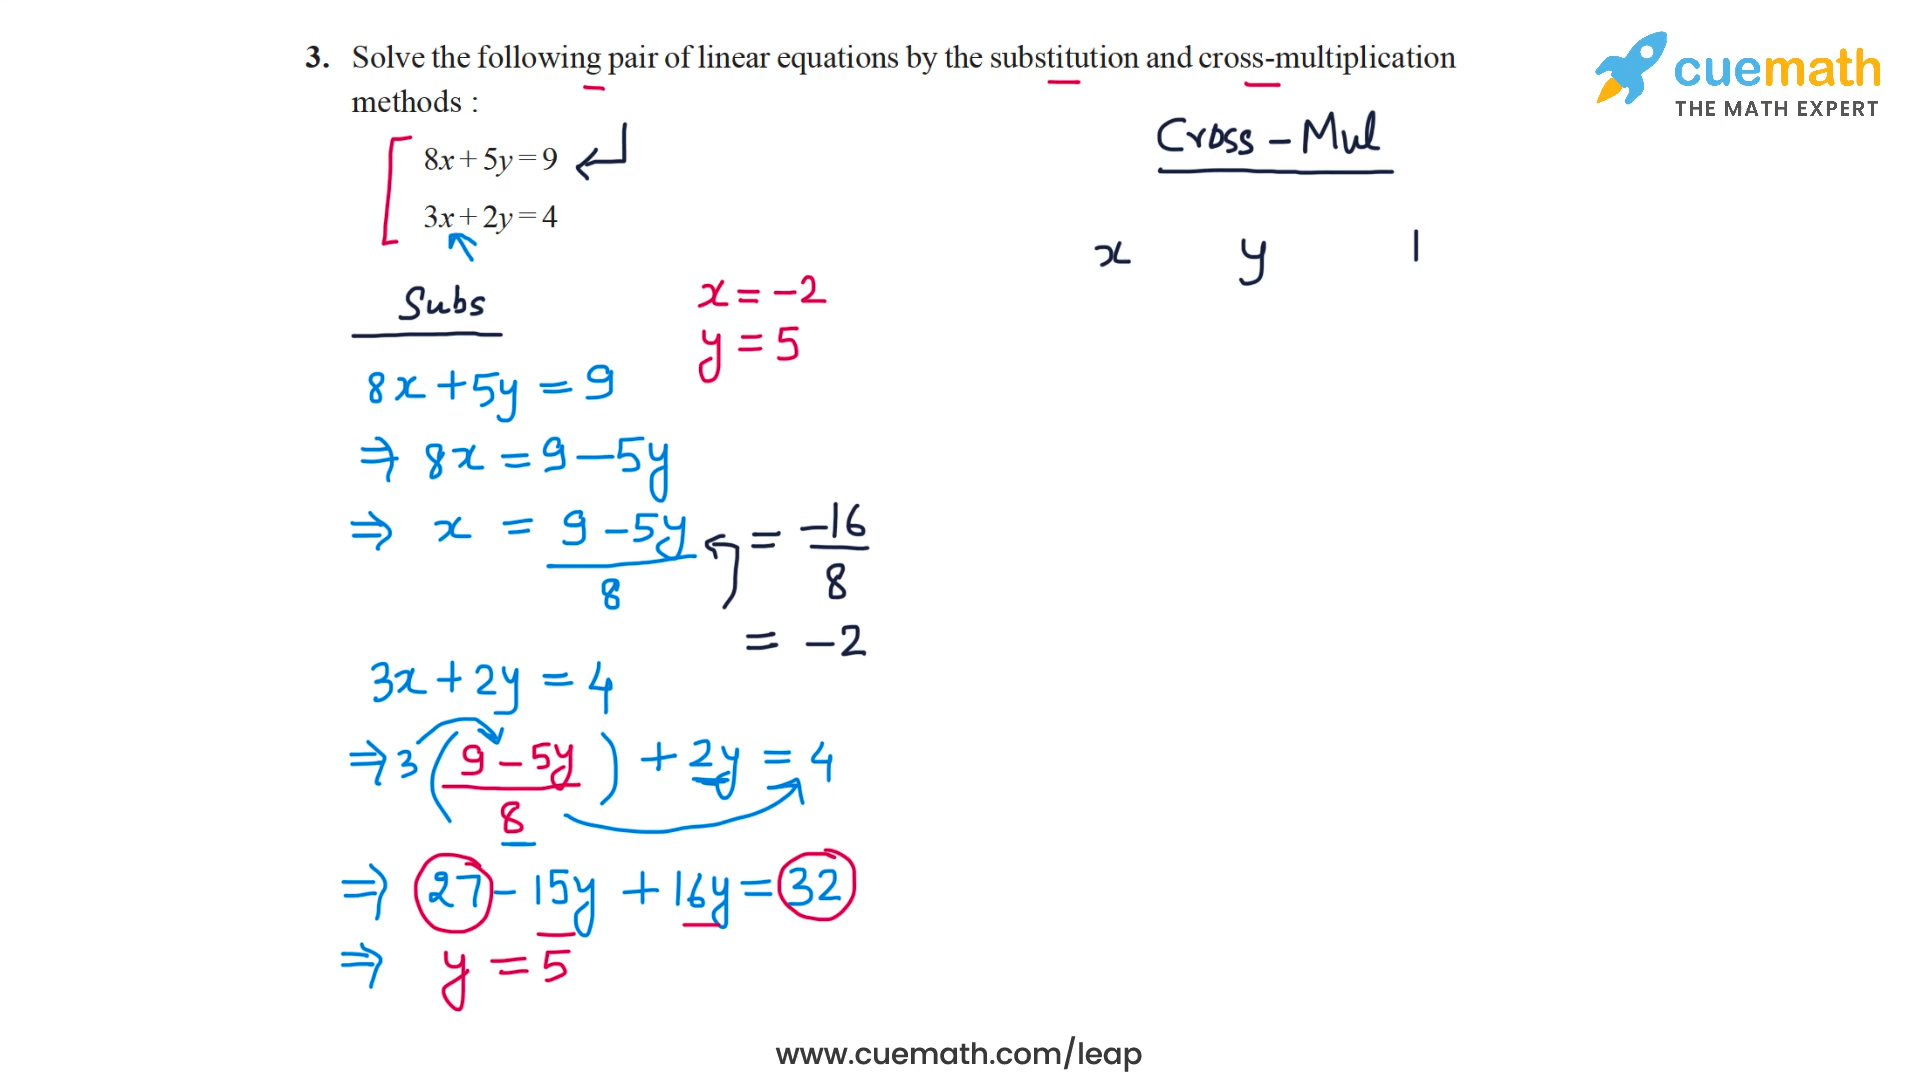 3. Solve the following pair of linear equations by the substitution and cross-multiplication
methods :
8x + 5y = 9
3x + 2y = 4
cuemath
THE MATH EXPERT
Subs
x = -2
y = 5
8x + 5y = 9
⇒ 8x = 9 - 5y
⇒ x = (9 - 5y)/8 = -16/8
= -2
3x + 2y = 4
⇒ 3((9 - 5y)/8) + 2y = 4
⇒ 27 - 15y + 16y = 32
⇒ y = 5
Cross - Mul
x y 1
www.cuemath.com/leap